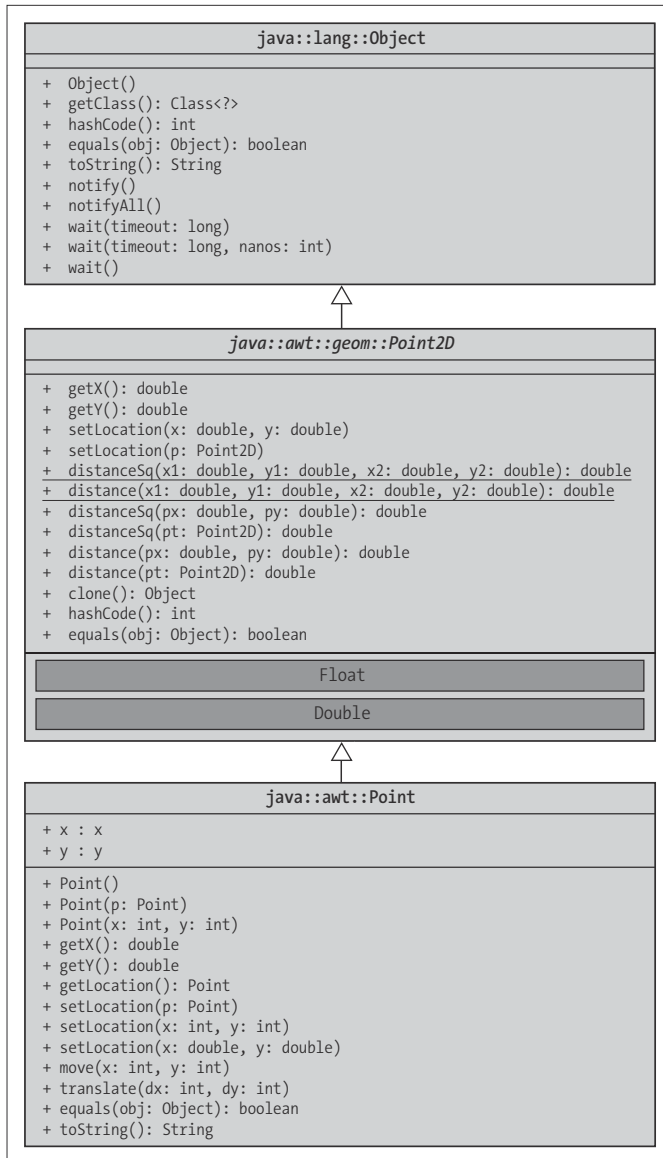 java::lang::Object
+ Object()
+ getClass(): Class<?>
+ hashCode(): int
+ equals(obj: Object): boolean
+ toString(): String
+ notify()
+ notifyAll()
+ wait(timeout: long)
+ wait(timeout: long, nanos: int)
+ wait()
java::awt::geom::Point2D
+ getX(): double
+ getY(): double
+ setLocation(x: double, y: double)
+ setLocation(p: Point2D)
+ distanceSq(x1: double, y1: double, x2: double, y2: double): double
+ distance(x1: double, y1: double, x2: double, y2: double): double
+ distanceSq(px: double, py: double): double
+ distanceSq(pt: Point2D): double
+ distance(px: double, py: double): double
+ distance(pt: Point2D): double
+ clone(): Object
+ hashCode(): int
+ equals(obj: Object): boolean
Float
Double
java::awt::Point
+ x : x
+ y : y
+ Point()
+ Point(p: Point)
+ Point(x: int, y: int)
+ getX(): double
+ getY(): double
+ getLocation(): Point
+ setLocation(p: Point)
+ setLocation(x: int, y: int)
+ setLocation(x: double, y: double)
+ move(x: int, y: int)
+ translate(dx: int, dy: int)
+ equals(obj: Object): boolean
+ toString(): String